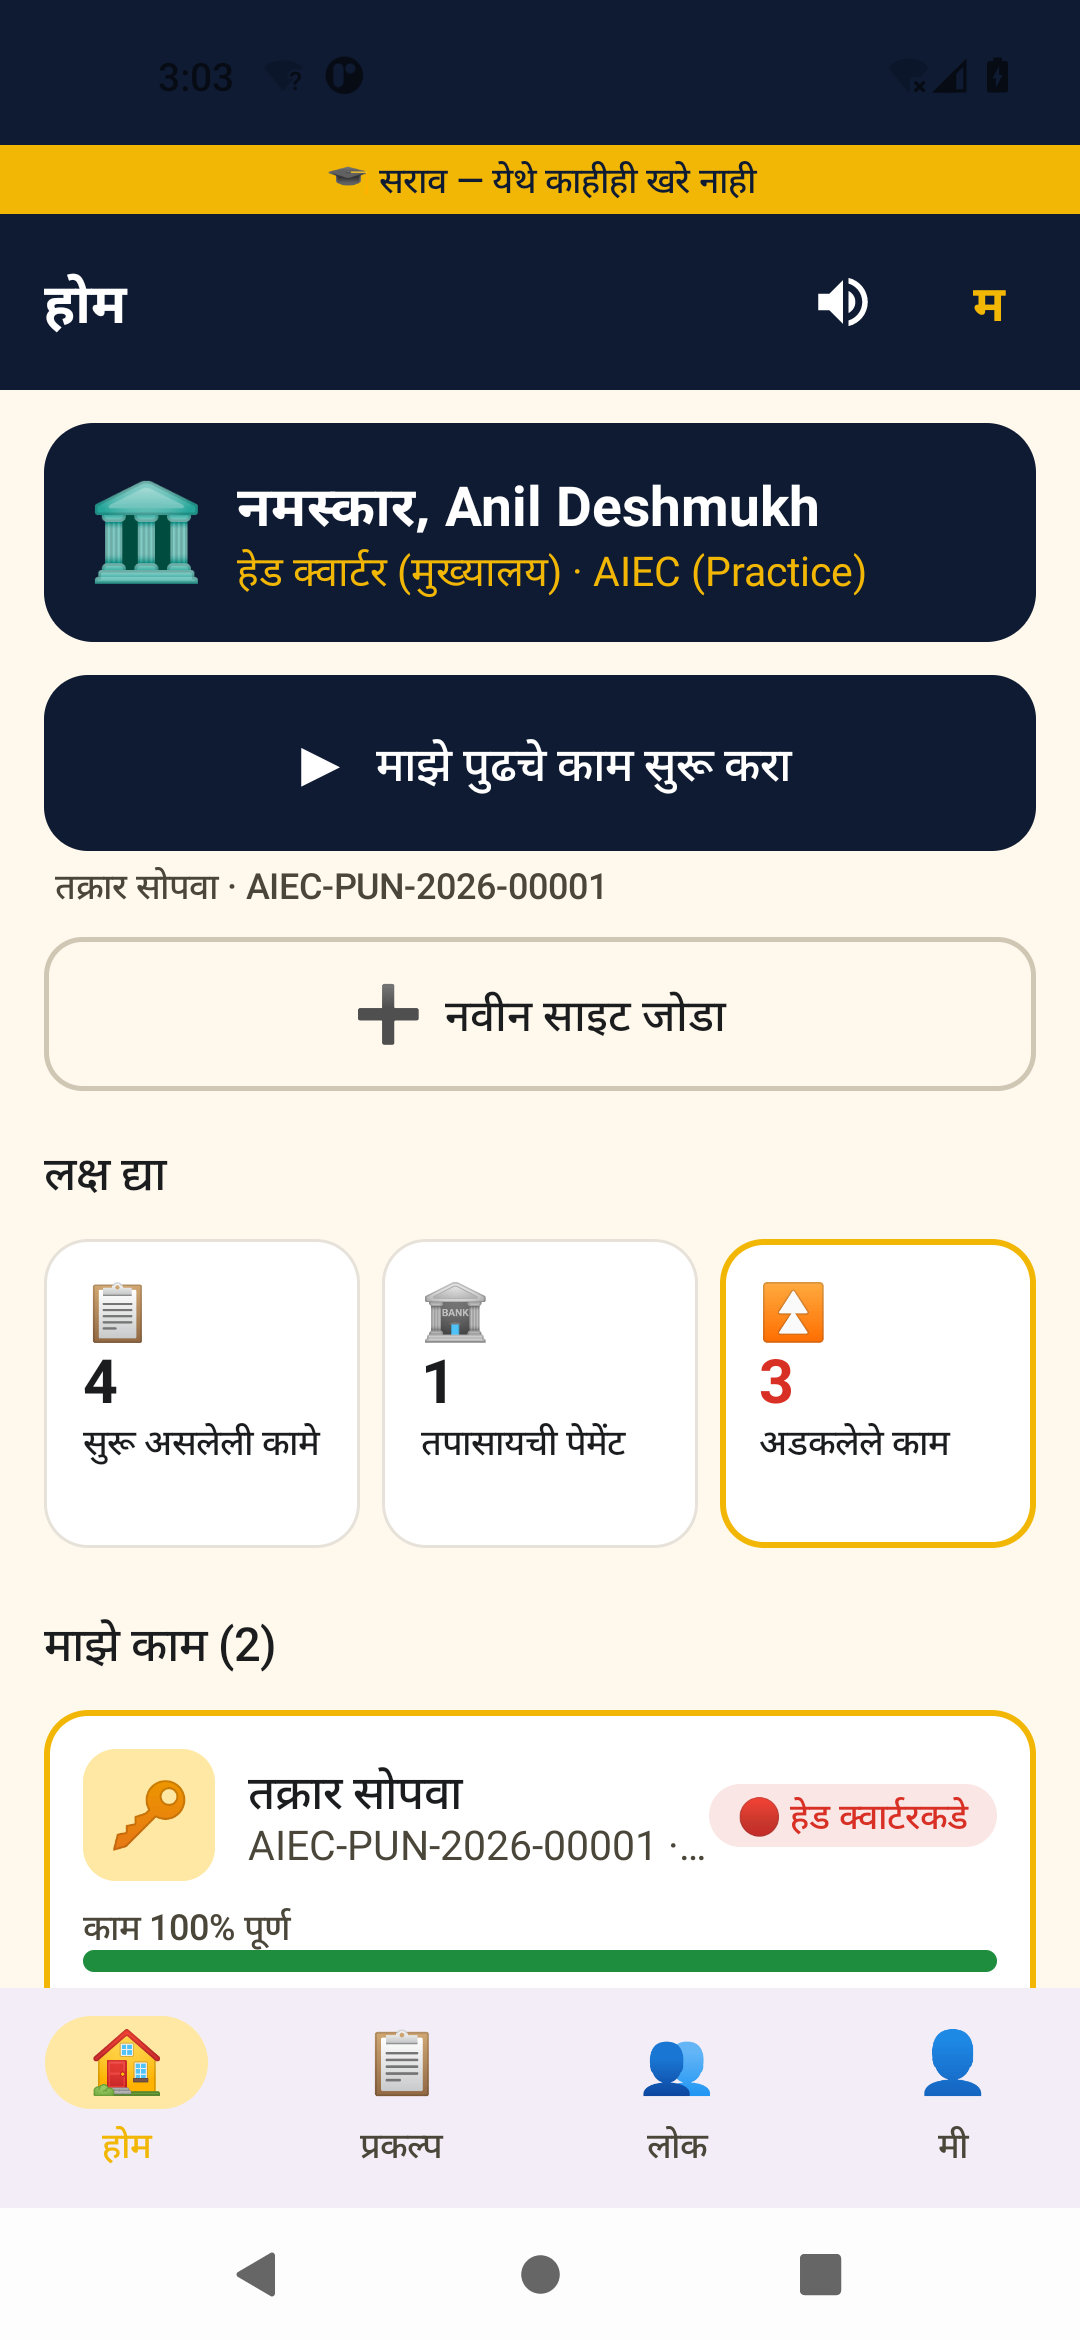 3:03
सराव – येथे काहीही खरे नाही
होम
म
नमस्कार, Anil Deshmukh
हेड क्वार्टर (मुख्यालय) · AIEC (Practice)
▶ माझे पुढचे काम सुरू करा
तक्रार सोपवा · AIEC-PUN-2026-00001
➕ नवीन साइट जोडा
लक्ष द्या
BANK
4
1
3
सुरू असलेली कामे
तपासायची पेमेंट
अडकलेले काम
माझे काम (2)
तक्रार सोपवा
AIEC-PUN-2026-00001 ·...
हेड क्वार्टरकडे
काम 100% पूर्ण
होम
प्रकल्प
लोक
मी